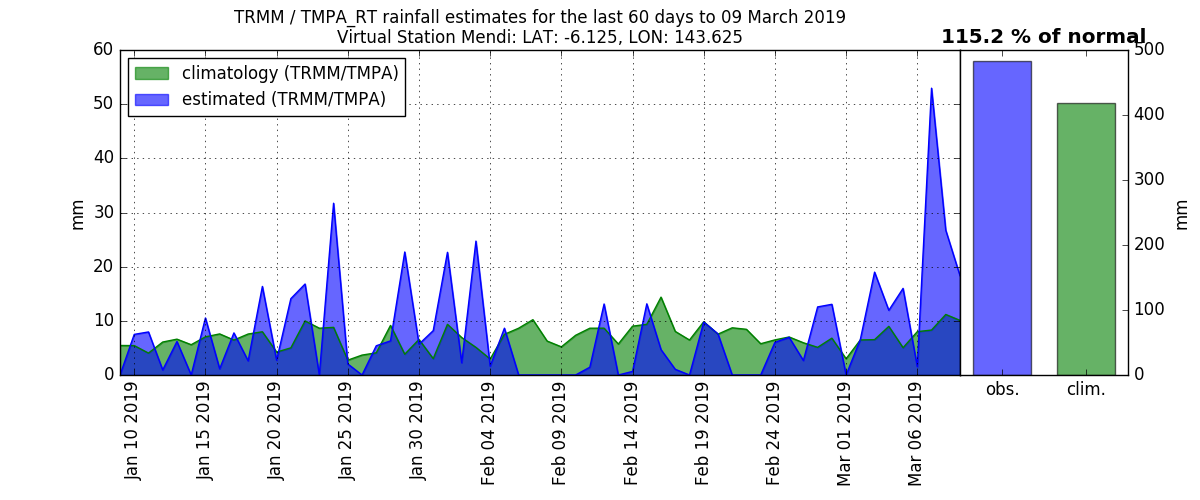 TRMM / TMPA_RT rainfall estimates for the last 60 days to 09 March 2019
Virtual Station Mendi: LAT: -6.125, LON: 143.625
115.2 % of normal
climatology (TRMM/TMPA)
estimated (TRMM/TMPA)
mm
60
50
40
30
20
10
0
Jan 10 2019
Jan 15 2019
Jan 20 2019
Jan 25 2019
Jan 30 2019
Feb 04 2019
Feb 09 2019
Feb 14 2019
Feb 19 2019
Feb 24 2019
Mar 01 2019
Mar 06 2019
obs.
clim.
500
400
300
200
100
0
mm